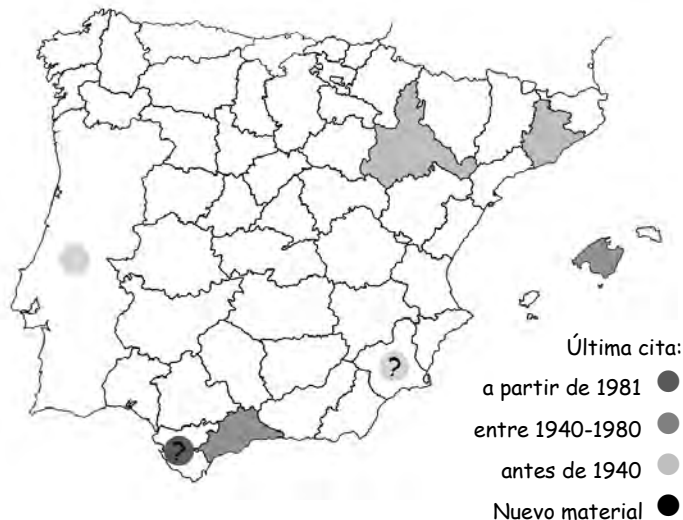 ?
?
Última cita:
a partir de 1981
entre 1940-1980
antes de 1940
Nuevo material